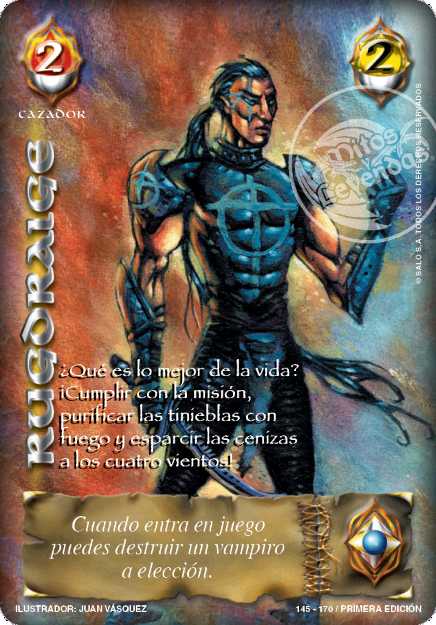 2
2
CAZADOR
RUGDRAIGE
Mitos y
Leyendas
© SALO S.A. TODOS LOS DERECHOS RESERVADOS
¿Qué es lo mejor de la vida?
¡Cumplir con la misión,
purificar las tinieblas con
fuego y esparcir las cenizas
a los cuatro vientos!
Cuando entra en juego
puedes destruir un vampiro
a elección.
ILUSTRADOR: JUAN VÁSQUEZ
145 - 170 / PRIMERA EDICIÓN